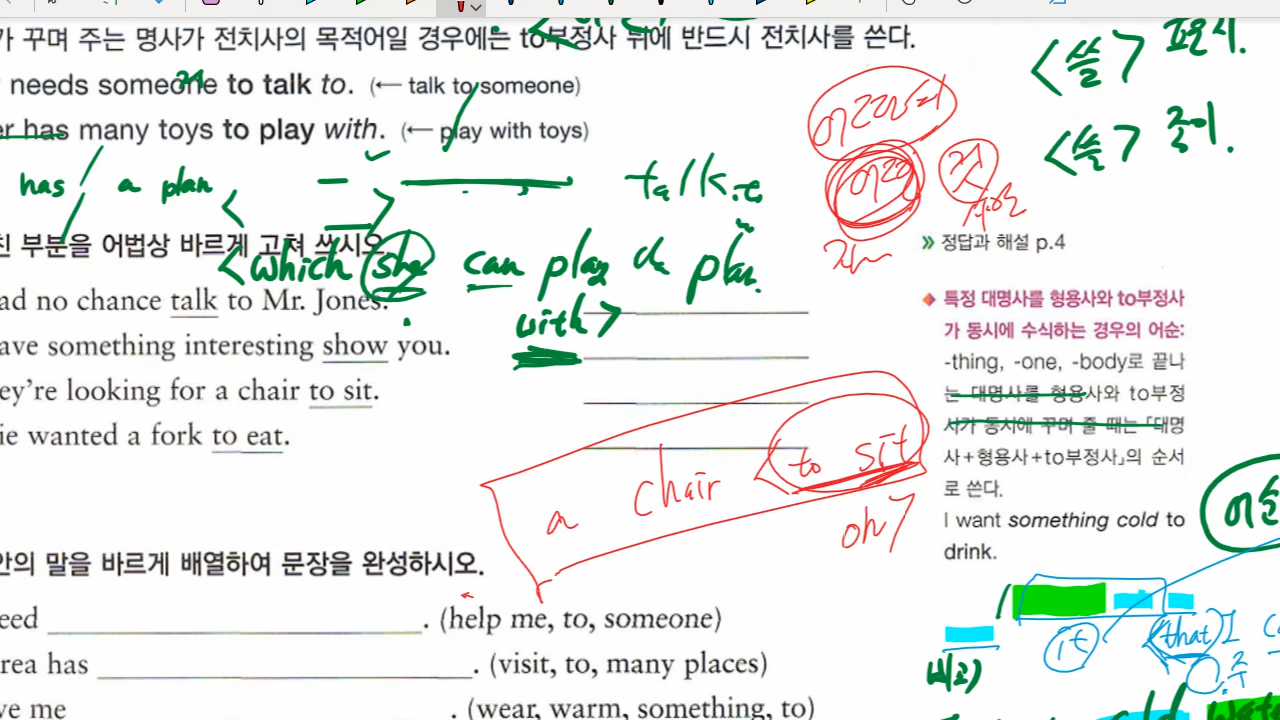 가 꾸며 주는 명사가 전치사의 목적어일 경우에는 to부정사 뒤에 반드시 전치사를 쓴다.
needs someone to talk to. (← talk to someone)
er has many toys to play with. (← play with toys)
has a plan
talk to
<쓸> 표현시.
<쓸> 종이.
친 부분을 어법상 바르게 고쳐 쓰시오.
<which she can play the plan.
with>
ad no chance talk to Mr. Jones.
ave something interesting show you.
ey're looking for a chair to sit.
ie wanted a fork to eat.
a chair <to sit
on>
안의 말을 바르게 배열하여 문장을 완성하시오.
eed ______. (help me, to, someone)
rea has ______. (visit, to, many places)
ve me ______. (wear, warm, something, to)
» 정답과 해설 p.4
특정 대명사를 형용사와 to부정사
가 동시에 수식하는 경우의 어순:
-thing, -one, -body로 끝나
는 대명사를 형용사와 to부정
사가 동시에 꾸며 줄 때는 「대명
사+형용사+to부정사」의 순서
로 쓴다.
I want something cold to
drink.
어순
it (that) I
주